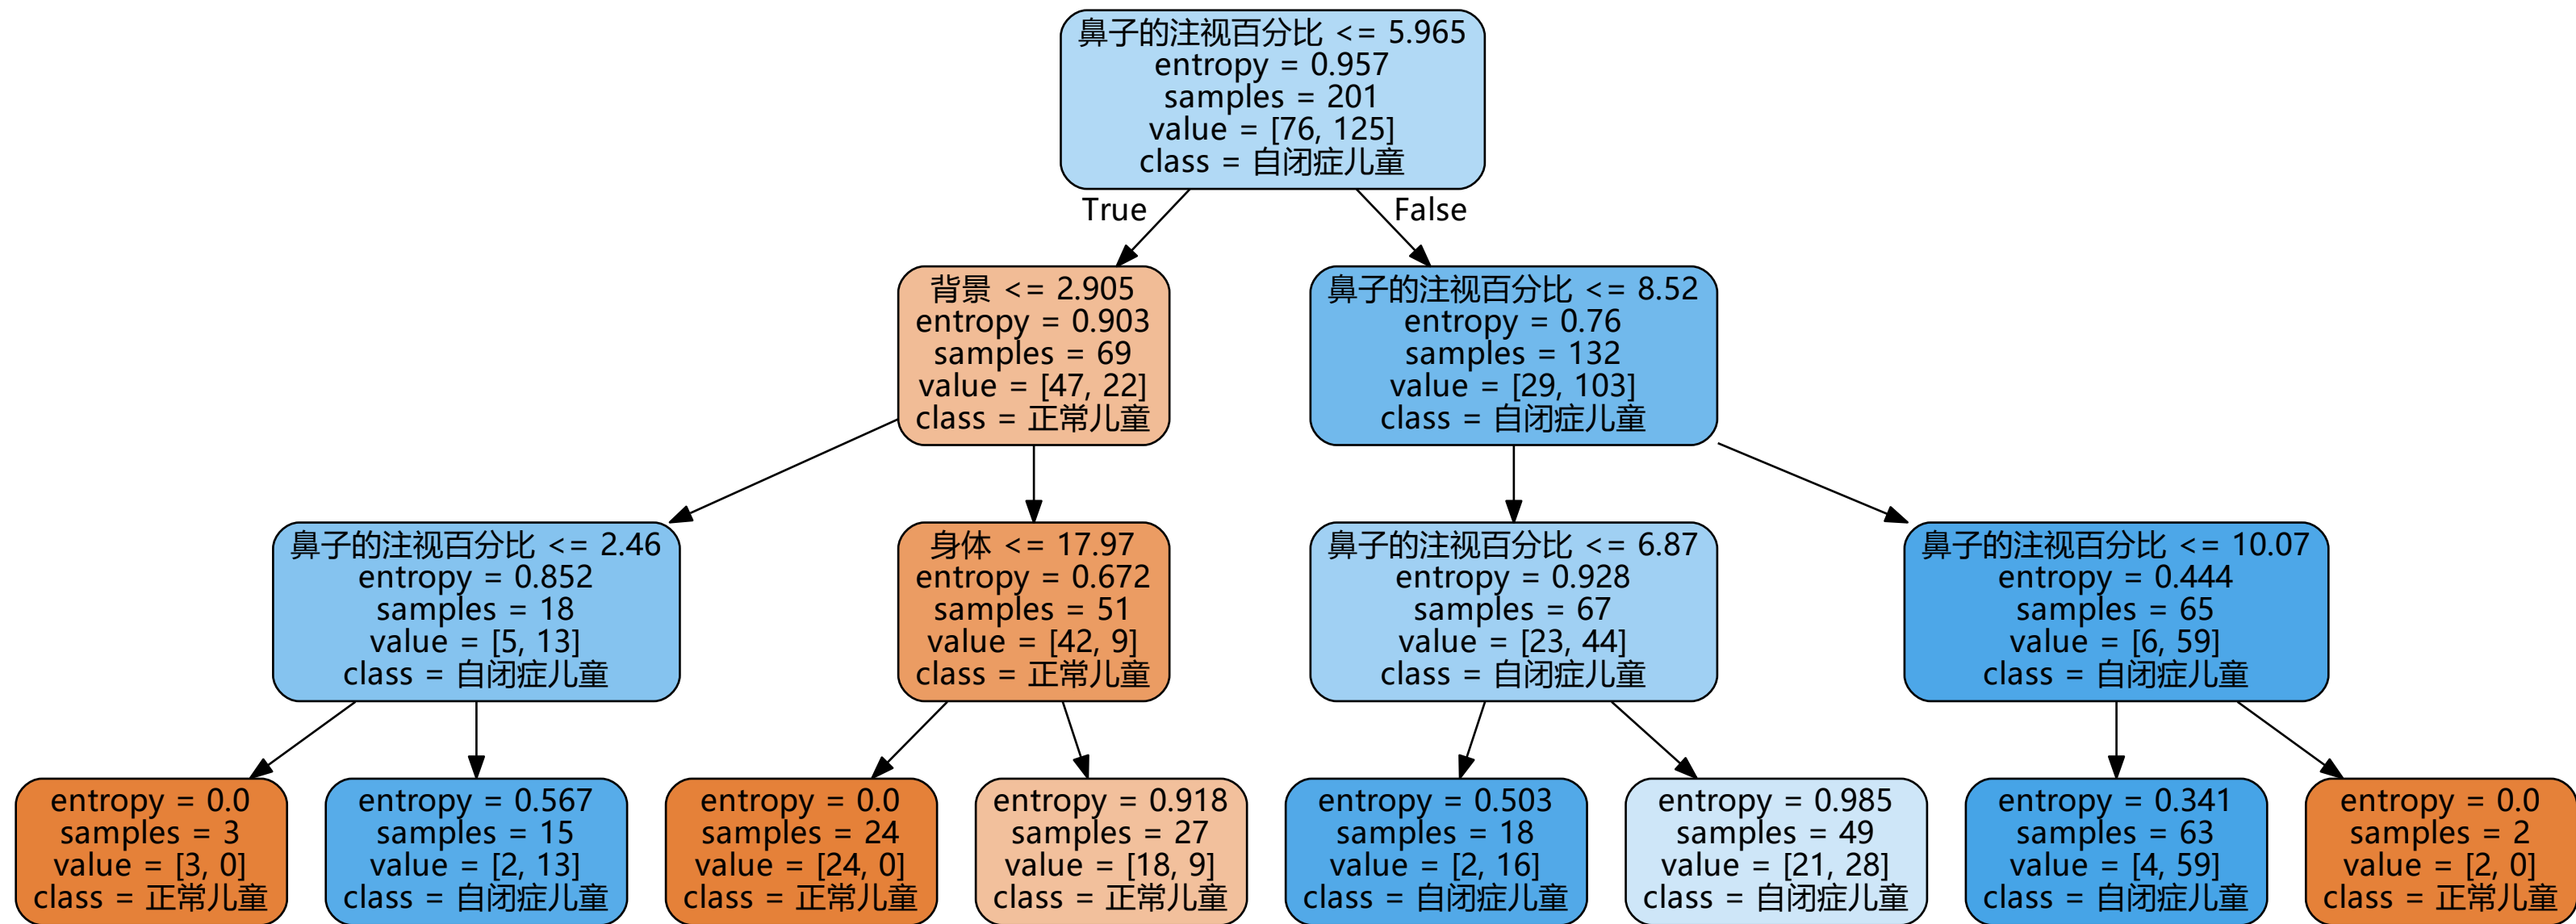 鼻子的注视百分比 <= 5.965
entropy = 0.957
samples = 201
value = [76, 125]
class = 自闭症儿童
True
False
背景 <= 2.905
entropy = 0.903
samples = 69
value = [47, 22]
class = 正常儿童
鼻子的注视百分比 <= 8.52
entropy = 0.76
samples = 132
value = [29, 103]
class = 自闭症儿童
鼻子的注视百分比 <= 2.46
entropy = 0.852
samples = 18
value = [5, 13]
class = 自闭症儿童
身体 <= 17.97
entropy = 0.672
samples = 51
value = [42, 9]
class = 正常儿童
鼻子的注视百分比 <= 6.87
entropy = 0.928
samples = 67
value = [23, 44]
class = 自闭症儿童
鼻子的注视百分比 <= 10.07
entropy = 0.444
samples = 65
value = [6, 59]
class = 自闭症儿童
entropy = 0.0
samples = 3
value = [3, 0]
class = 正常儿童
entropy = 0.567
samples = 15
value = [2, 13]
class = 自闭症儿童
entropy = 0.0
samples = 24
value = [24, 0]
class = 正常儿童
entropy = 0.918
samples = 27
value = [18, 9]
class = 正常儿童
entropy = 0.503
samples = 18
value = [2, 16]
class = 自闭症儿童
entropy = 0.985
samples = 49
value = [21, 28]
class = 自闭症儿童
entropy = 0.341
samples = 63
value = [4, 59]
class = 自闭症儿童
entropy = 0.0
samples = 2
value = [2, 0]
class = 正常儿童